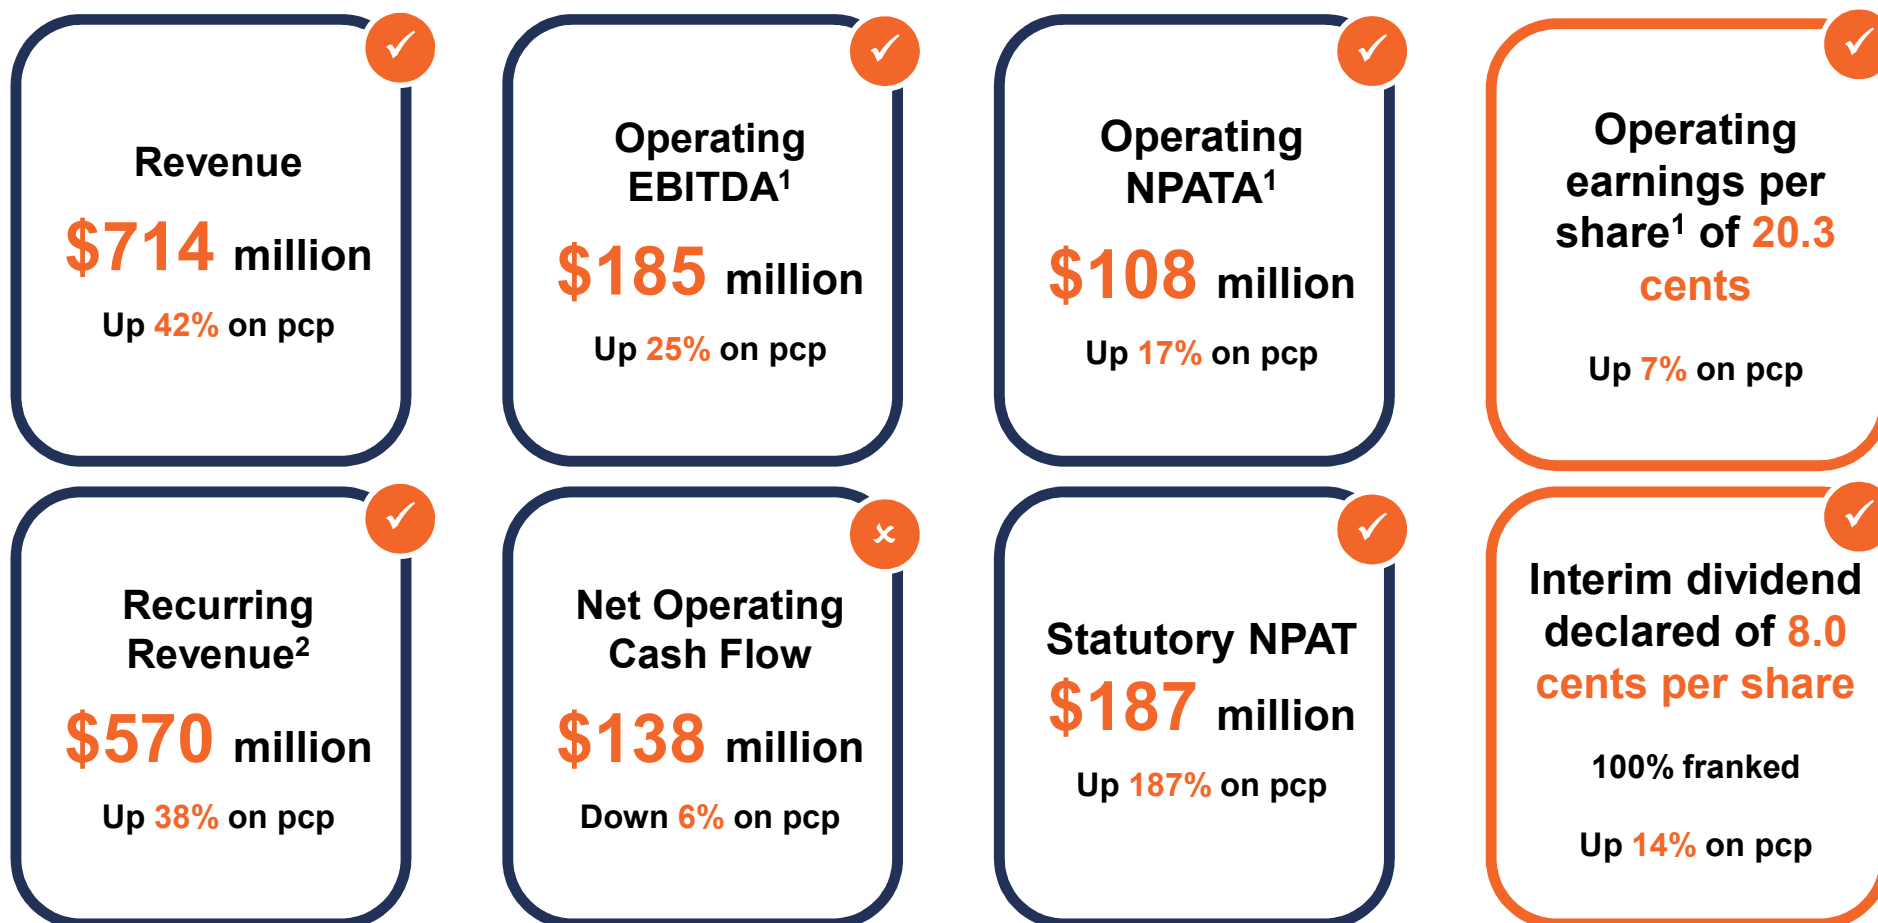 Revenue
$714 million
Up 42% on pcp
Operating
EBITDA¹
$185 million
Up 25% on pcp
Operating
NPATA¹
$108 million
Up 17% on pcp
Operating
earnings per
share¹ of 20.3
cents
Up 7% on pcp
Recurring
Revenue²
$570 million
Up 38% on pcp
Net Operating
Cash Flow
$138 million
Down 6% on pcp
Statutory NPAT
$187 million
Up 187% on pcp
Interim dividend
declared of 8.0
cents per share
100% franked
Up 14% on pcp